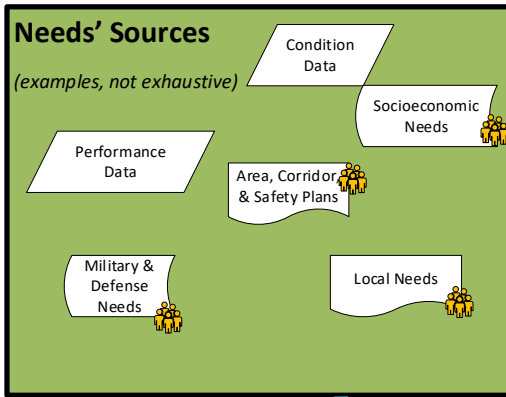 Needs' Sources
(examples, not exhaustive)
Condition
Data
Socioeconomic
Needs
Performance
Data
Area, Corridor,
& Safety Plans
Military &
Defense
Needs
Local Needs